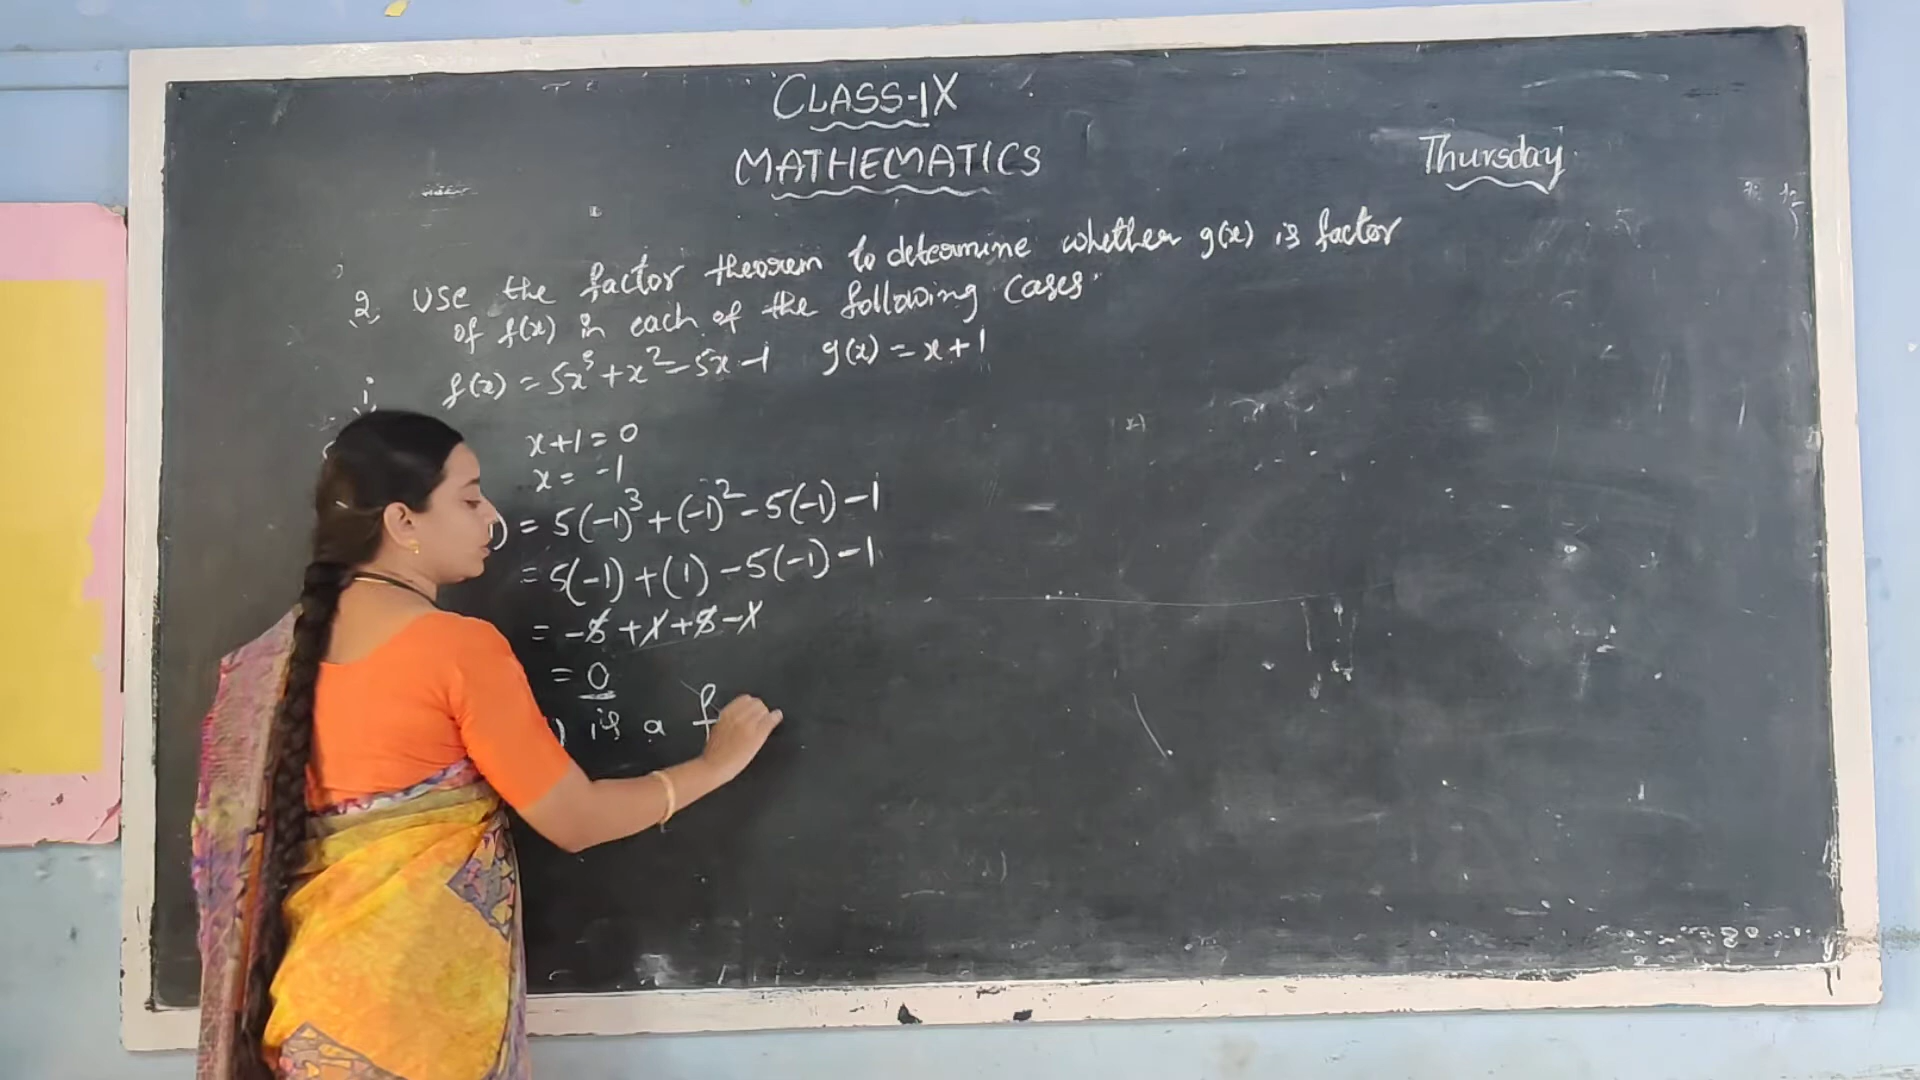 CLASS-IX
MATHEMATICS
Thursday
2. Use the factor theorem to determine whether g(x) is factor
of f(x) in each of the following cases.
i f(x) = 5x³+x²-5x-1 g(x) = x+1
x+1=0
x= -1
) = 5(-1)³+(-1)²-5(-1)-1
= 5(-1)+(1)-5(-1)-1
= -5+1+5-1
= 0
) is a f